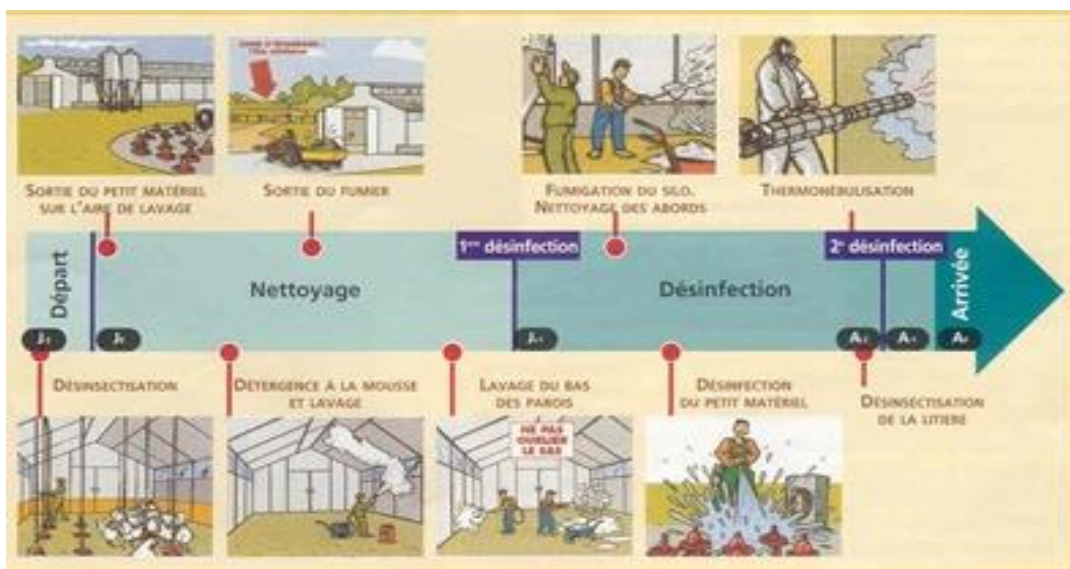 SORTIE DU PETIT MATÉRIEL
SUR L'AIRE DE LAVAGE
SORTIE DU FUMIER
FUMIGATION DU SILO.
NETTOYAGE DES ABORDS
THERMONÉBULISATION
1ère désinfection
2e désinfection
Départ
Nettoyage
Désinfection
Arrivée
DÉSINSECTISATION
DÉTERGENCE À LA MOUSSE
ET LAVAGE
LAVAGE DU BAS
DES PAROIS
DÉSINFECTION
DU PETIT MATÉRIEL
DÉSINSECTISATION
DE LA LITIERE
NE PAS
OUBLIER
LE SAS